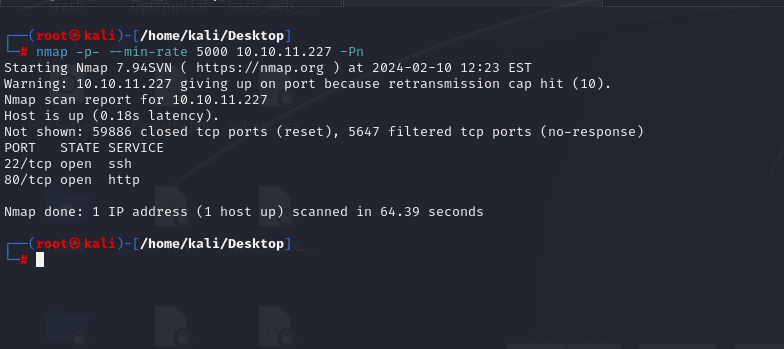 Trash
GptTmpl.inf
bash_web_...
┌──(root㉿kali)-[/home/kali/Desktop]
└─# nmap -p- --min-rate 5000 10.10.11.227 -Pn
Starting Nmap 7.94SVN ( https://nmap.org ) at 2024-02-10 12:23 EST
Warning: 10.10.11.227 giving up on port because retransmission cap hit (10).
Nmap scan report for 10.10.11.227
Host is up (0.18s latency).
Not shown: 59886 closed tcp ports (reset), 5647 filtered tcp ports (no-response)
PORT   STATE SERVICE
22/tcp open  ssh
80/tcp open  http
Nmap done: 1 IP address (1 host up) scanned in 64.39 seconds
┌──(root㉿kali)-[/home/kali/Desktop]
└─#